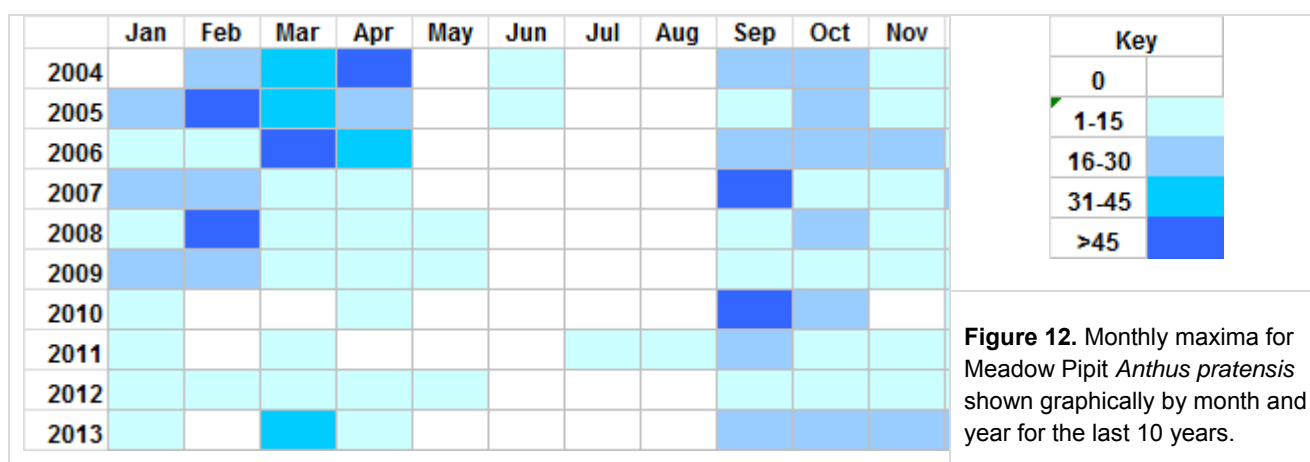 Jan Feb Mar Apr May Jun Jul Aug Sep Oct Nov
2004
2005
2006
2007
2008
2009
2010
2011
2012
2013
Key
0
1-15
16-30
31-45
>45
Figure 12. Monthly maxima for
Meadow Pipit Anthus pratensis
shown graphically by month and
year for the last 10 years.